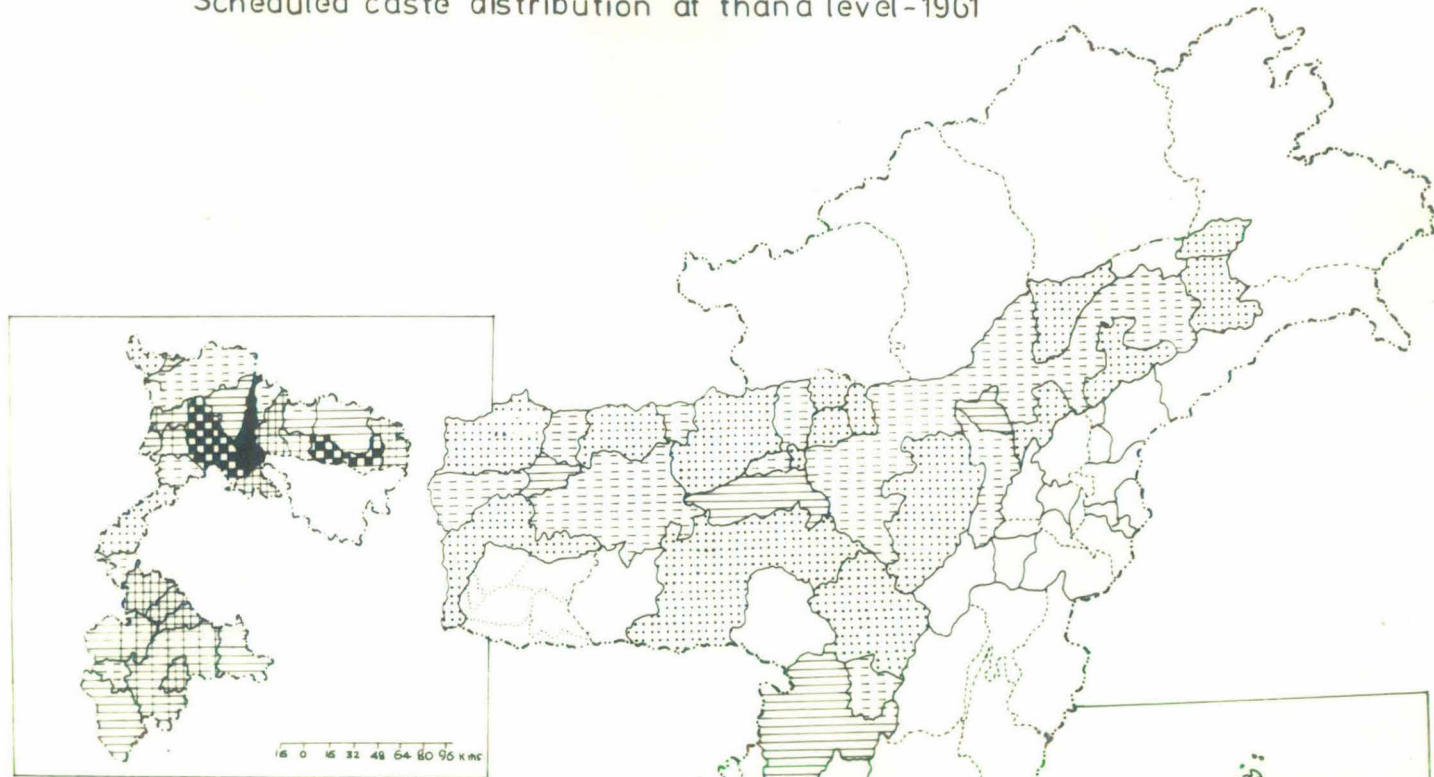 Scheduled caste distribution at thana level-1961
16 0 16 32 48 64 80 96 Kms